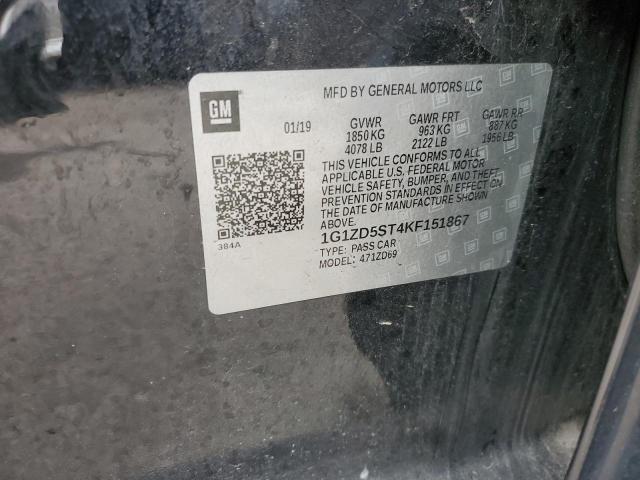 MFD BY GENERAL MOTORS LLC
GM
01/19 GVWR GAWR FRT GAWR RR
1850 KG 963 KG 887 KG
4078 LB 2122 LB 1956 LB
THIS VEHICLE CONFORMS TO ALL
APPLICABLE U.S. FEDERAL MOTOR
VEHICLE SAFETY, BUMPER, AND THEFT
PREVENTION STANDARDS IN EFFECT ON
THE DATE OF MANUFACTURE SHOWN
ABOVE.
1G1ZD5ST4KF151867
TYPE: PASS CAR
MODEL: 471ZD69
384A